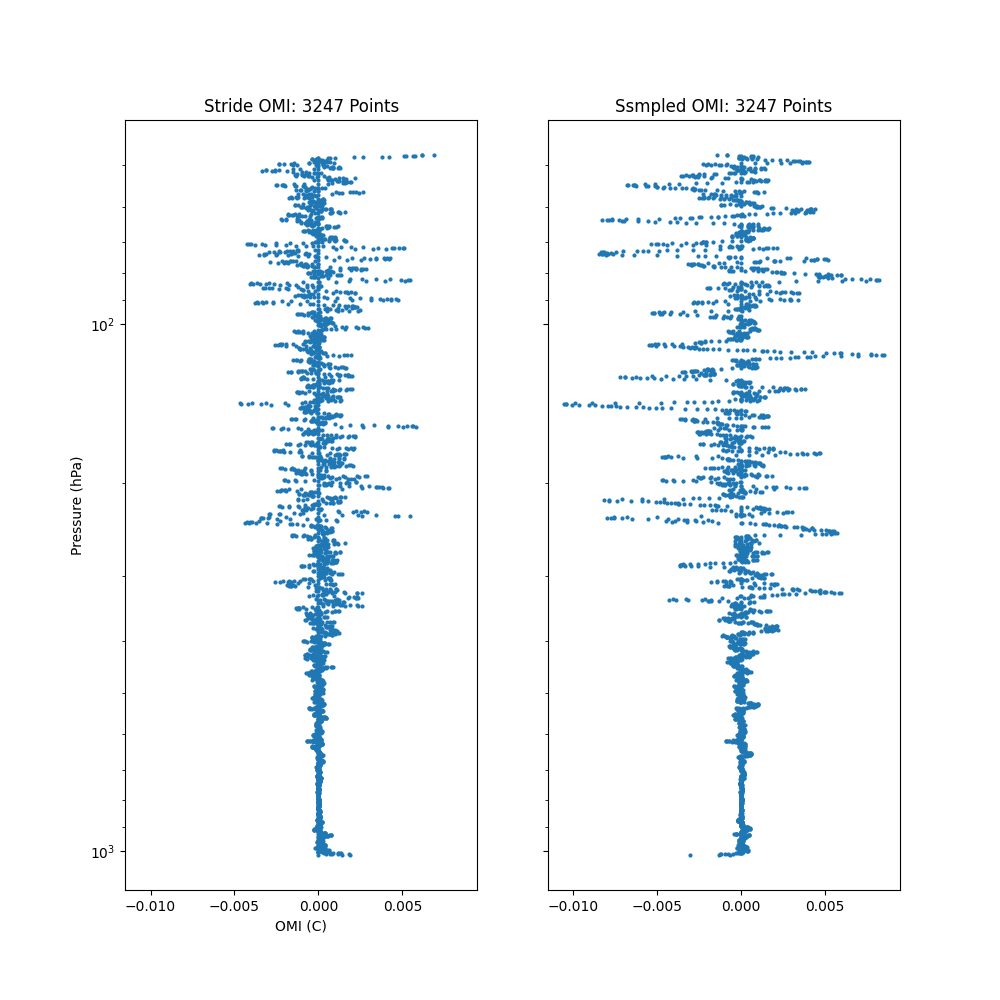 Stride OMI: 3247 Points
Ssmpled OMI: 3247 Points
Pressure (hPa)
10²
10³
−0.010 −0.005 0.000 0.005
OMI (C)
−0.010 −0.005 0.000 0.005